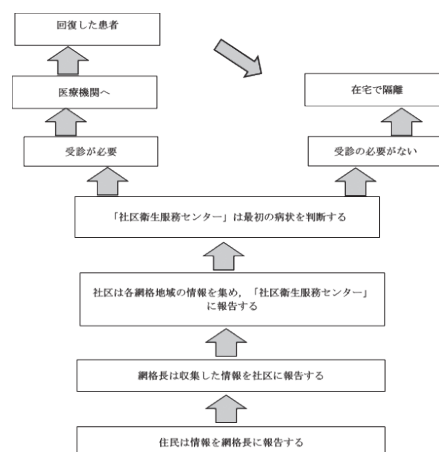 回復した患者
医療機関へ
在宅で隔離
受診が必要
受診の必要がない
「社区衛生服務センター」は最初の病状を判断する
社区は各網格地域の情報を集め，「社区衛生服務センター」
に報告する
網格長は収集した情報を社区に報告する
住民は情報を網格長に報告する